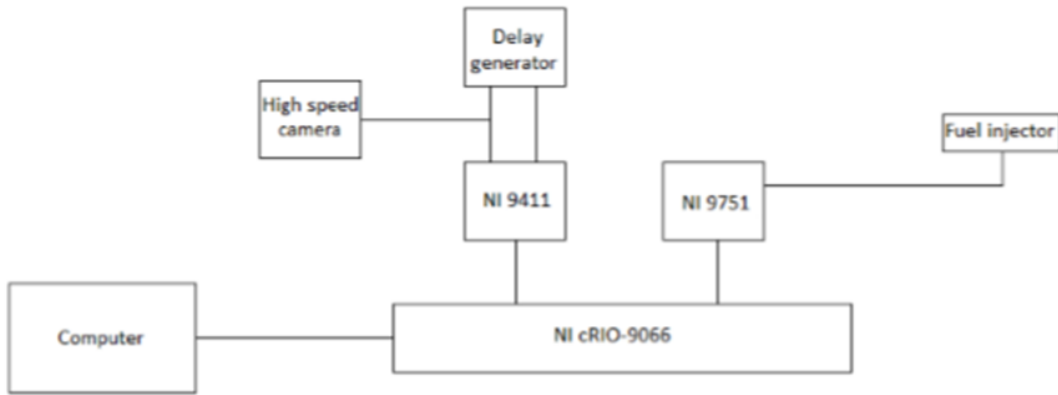 Delay
generator
High speed
camera
Fuel injector
NI 9411
NI 9751
Computer
NI cRIO-9066